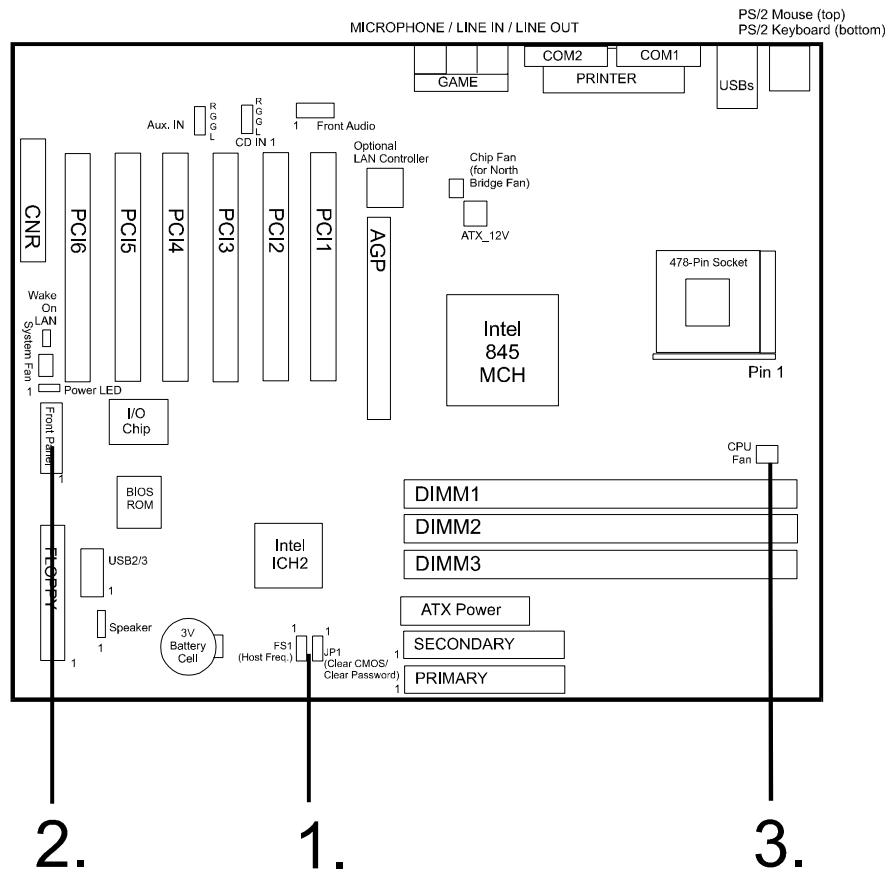 PS/2 Mouse (top)
PS/2 Keyboard (bottom)
MICROPHONE / LINE IN / LINE OUT
COM2
COM1
GAME
PRINTER
USBs
Aux. IN
R
G
G
L
R
G
G
L
CD IN 1
1
Front Audio
Optional
LAN Controller
Chip Fan
(for North
Bridge Fan)
ATX_12V
CNR
PCI6
PCI5
PCI4
PCI3
PCI2
PCI1
AGP
478-Pin Socket
Pin 1
Intel
845
MCH
Wake
On
LAN
System Fan
1
Power LED
Front Panel
1
I/O
Chip
CPU
Fan
BIOS
ROM
DIMM1
DIMM2
DIMM3
Intel
ICH2
FLOPPY
1
USB2/3
1
Speaker
1
3V
Battery
Cell
1
FS1
(Host Freq.)
1
JP1
(Clear CMOS/
Clear Password)
ATX Power
SECONDARY
1
PRIMARY
1
2.
1.
3.